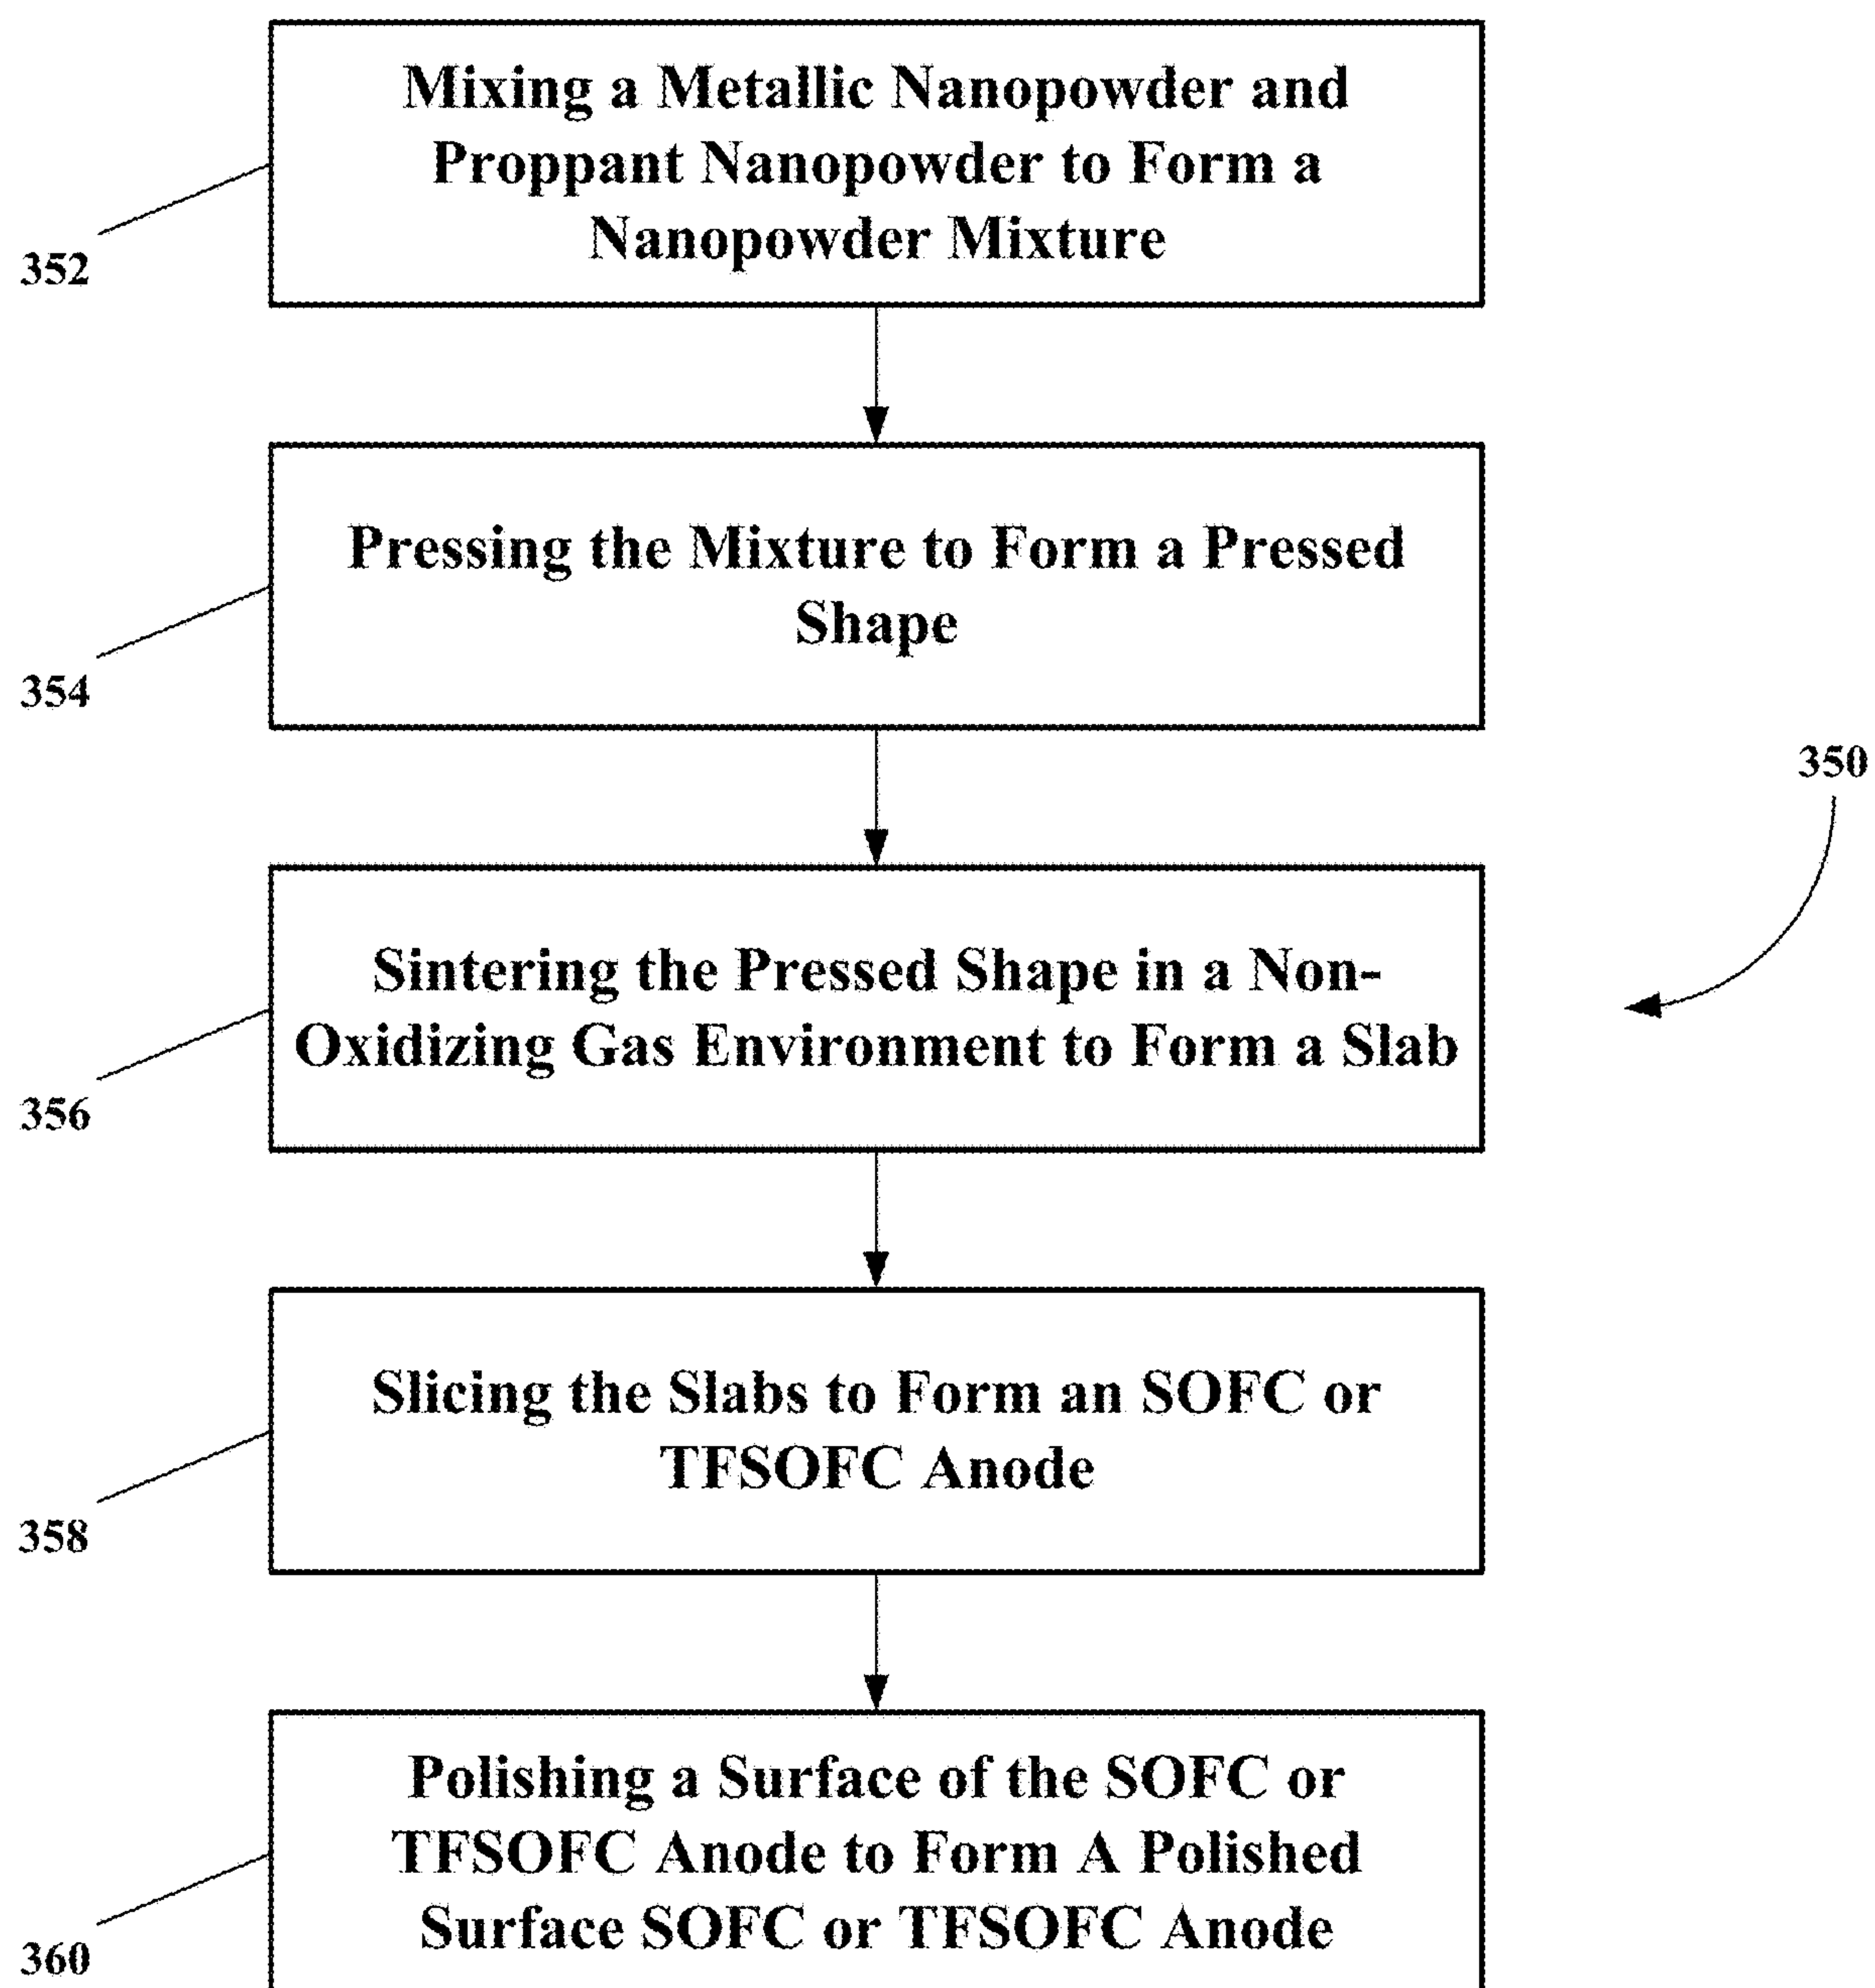 Mixing a Metallic Nanopowder and
Proppant Nanopowder to Form a
Nanopowder Mixture
352
Pressing the Mixture to Form a Pressed
Shape
354
350
Sintering the Pressed Shape in a Non-
Oxidizing Gas Environment to Form a Slab
356
Slicing the Slabs to Form an SOFC or
TFSOFC Anode
358
Polishing a Surface of the SOFC or
TFSOFC Anode to Form A Polished
Surface SOFC or TFSOFC Anode
360